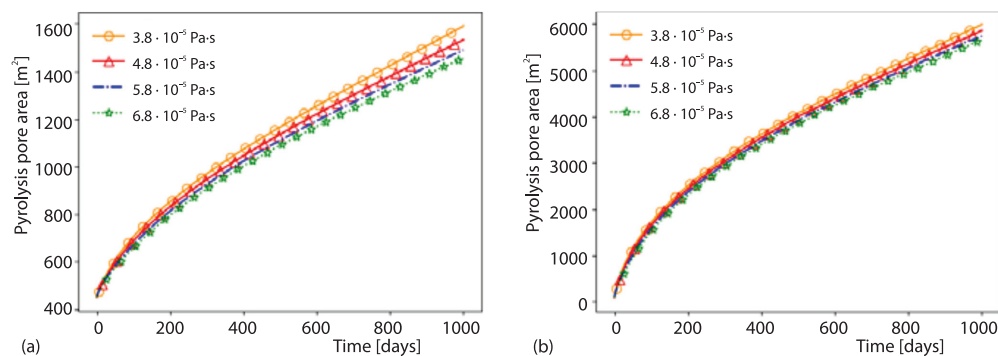 Pyrolysis pore area [m²]
1600
1400
1200
1000
800
600
400
3.8 · 10⁻⁵ Pa·s
4.8 · 10⁻⁵ Pa·s
5.8 · 10⁻⁵ Pa·s
6.8 · 10⁻⁵ Pa·s
0 200 400 600 800 1000
(a) Time [days]
Pyrolysis pore area [m²]
6000
5000
4000
3000
2000
1000
0
3.8 · 10⁻⁵ Pa·s
4.8 · 10⁻⁵ Pa·s
5.8 · 10⁻⁵ Pa·s
6.8 · 10⁻⁵ Pa·s
0 200 400 600 800 1000
(b) Time [days]